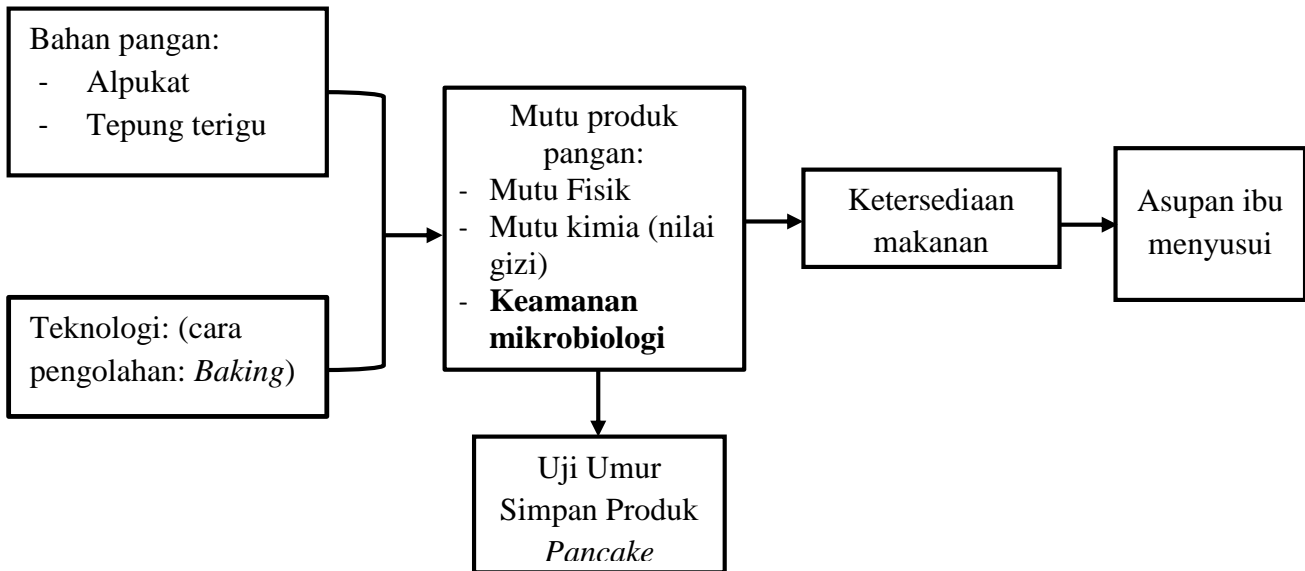 Bahan pangan:
- Alpukat
- Tepung terigu
Teknologi: (cara
pengolahan: Baking)
Mutu produk
pangan:
- Mutu Fisik
- Mutu kimia (nilai
gizi)
- Keamanan
mikrobiologi
Uji Umur
Simpan Produk
Pancake
Ketersediaan
makanan
Asupan ibu
menyusui